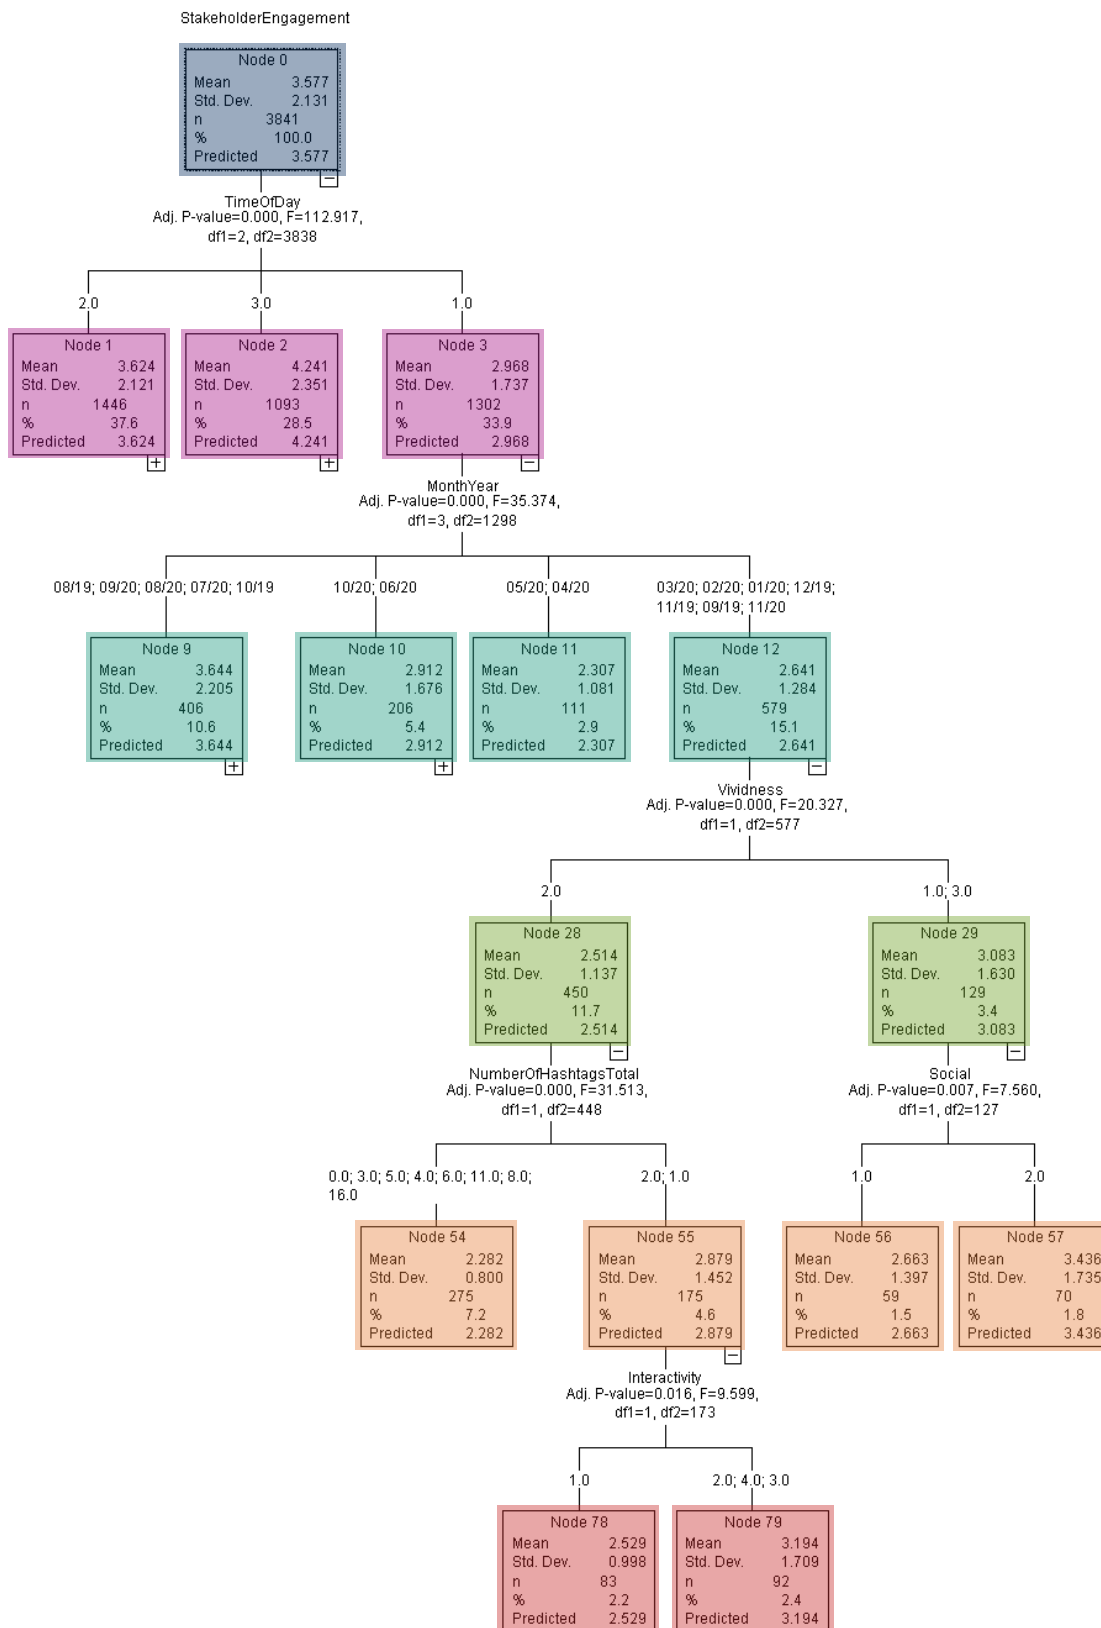 StakeholderEngagement
Node 0
Mean 3.577
Std. Dev. 2.131
n 3841
% 100.0
Predicted 3.577
TimeOfDay
Adj. P-value=0.000, F=112.917,
df1=2, df2=3838
2.0
3.0
1.0
Node 1
Mean 3.624
Std. Dev. 2.121
n 1446
% 37.6
Predicted 3.624
Node 2
Mean 4.241
Std. Dev. 2.351
n 1093
% 28.5
Predicted 4.241
Node 3
Mean 2.968
Std. Dev. 1.737
n 1302
% 33.9
Predicted 2.968
MonthYear
Adj. P-value=0.000, F=35.374,
df1=3, df2=1298
08/19; 09/20; 08/20; 07/20; 10/19
10/20; 06/20
05/20; 04/20
03/20; 02/20; 01/20; 12/19;
11/19; 09/19; 11/20
Node 9
Mean 3.644
Std. Dev. 2.205
n 406
% 10.6
Predicted 3.644
Node 10
Mean 2.912
Std. Dev. 1.676
n 206
% 5.4
Predicted 2.912
Node 11
Mean 2.307
Std. Dev. 1.081
n 111
% 2.9
Predicted 2.307
Node 12
Mean 2.641
Std. Dev. 1.284
n 579
% 15.1
Predicted 2.641
Vividness
Adj. P-value=0.000, F=20.327,
df1=1, df2=577
2.0
1.0; 3.0
Node 28
Mean 2.514
Std. Dev. 1.137
n 450
% 11.7
Predicted 2.514
Node 29
Mean 3.083
Std. Dev. 1.630
n 129
% 3.4
Predicted 3.083
NumberOfHashtagsTotal
Adj. P-value=0.000, F=31.513,
df1=1, df2=448
Social
Adj. P-value=0.007, F=7.560,
df1=1, df2=127
0.0; 3.0; 5.0; 4.0; 6.0; 11.0; 8.0;
16.0
2.0; 1.0
1.0
2.0
Node 54
Mean 2.282
Std. Dev. 0.800
n 275
% 7.2
Predicted 2.282
Node 55
Mean 2.879
Std. Dev. 1.452
n 175
% 4.6
Predicted 2.879
Node 56
Mean 2.663
Std. Dev. 1.397
n 59
% 1.5
Predicted 2.663
Node 57
Mean 3.436
Std. Dev. 1.735
n 70
% 1.8
Predicted 3.436
Interactivity
Adj. P-value=0.016, F=9.599,
df1=1, df2=173
1.0
2.0; 4.0; 3.0
Node 78
Mean 2.529
Std. Dev. 0.998
n 83
% 2.2
Predicted 2.529
Node 79
Mean 3.194
Std. Dev. 1.709
n 92
% 2.4
Predicted 3.194